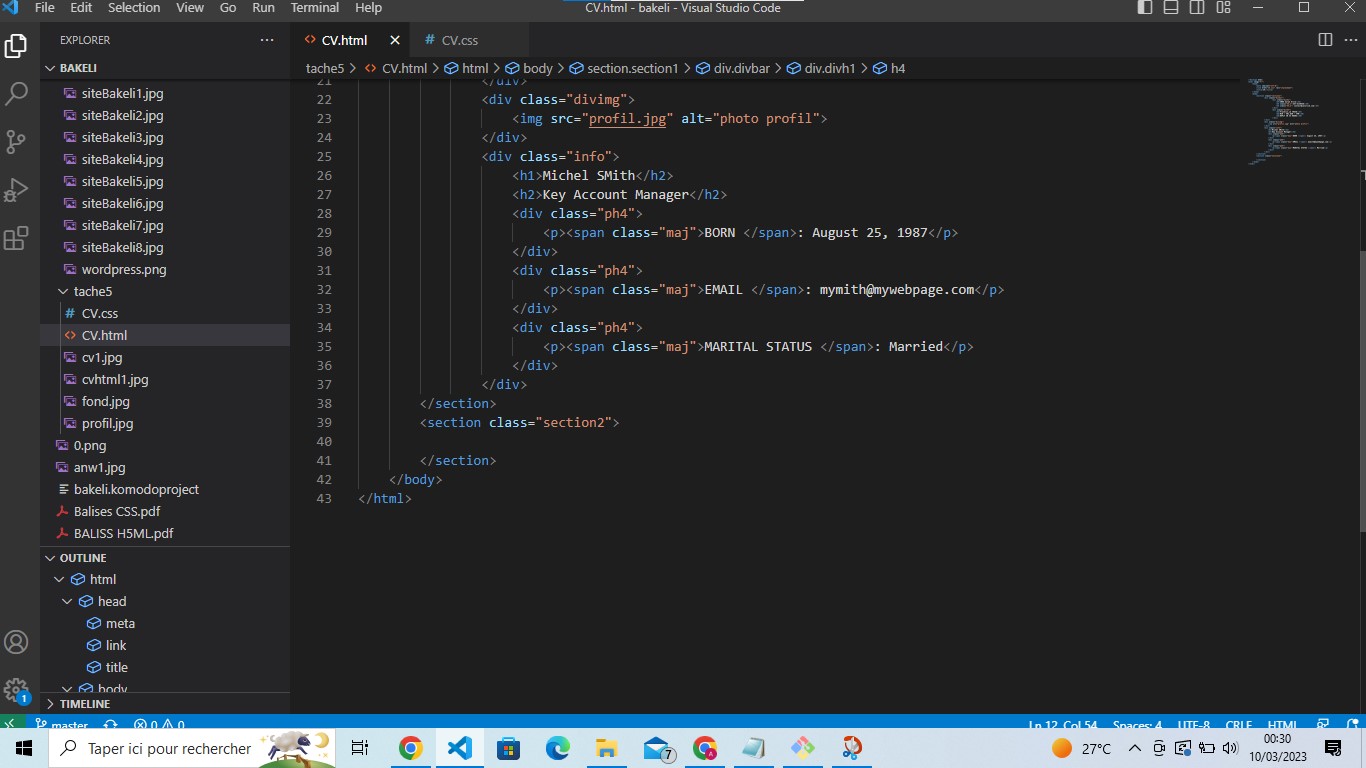 File Edit Selection View Go Run Terminal Help CV.html - bakeli - Visual Studio Code
EXPLORER
BAKELI
siteBakeli1.jpg
siteBakeli2.jpg
siteBakeli3.jpg
siteBakeli4.jpg
siteBakeli5.jpg
siteBakeli6.jpg
siteBakeli7.jpg
siteBakeli8.jpg
wordpress.png
tache5
CV.css
CV.html
cv1.jpg
cvhtml1.jpg
fond.jpg
profil.jpg
0.png
anw1.jpg
bakeli.komodoproject
Balises CSS.pdf
BALISS H5ML.pdf
OUTLINE
html
head
meta
link
title
body
TIMELINE
CV.html CV.css
tache5 > CV.html > html > body > section.section1 > div.divbar > div.divh1 > h4
21 </div>
22 <div class="divimg">
23 <img src="profil.jpg" alt="photo profil">
24 </div>
25 <div class="info">
26 <h1>Michel SMith</h2>
27 <h2>Key Account Manager</h2>
28 <div class="ph4">
29 <p><span class="maj">BORN </span>: August 25, 1987</p>
30 </div>
31 <div class="ph4">
32 <p><span class="maj">EMAIL </span>: mymith@mywebpage.com</p>
33 </div>
34 <div class="ph4">
35 <p><span class="maj">MARITAL STATUS </span>: Married</p>
36 </div>
37 </div>
38 </section>
39 <section class="section2">
40
41 </section>
42 </body>
43 </html>
1
master 0 0 Ln 12, Col 54 Spaces: 4 UTF-8 CRLF HTML
Taper ici pour rechercher 7 27°C 00:30
10/03/2023